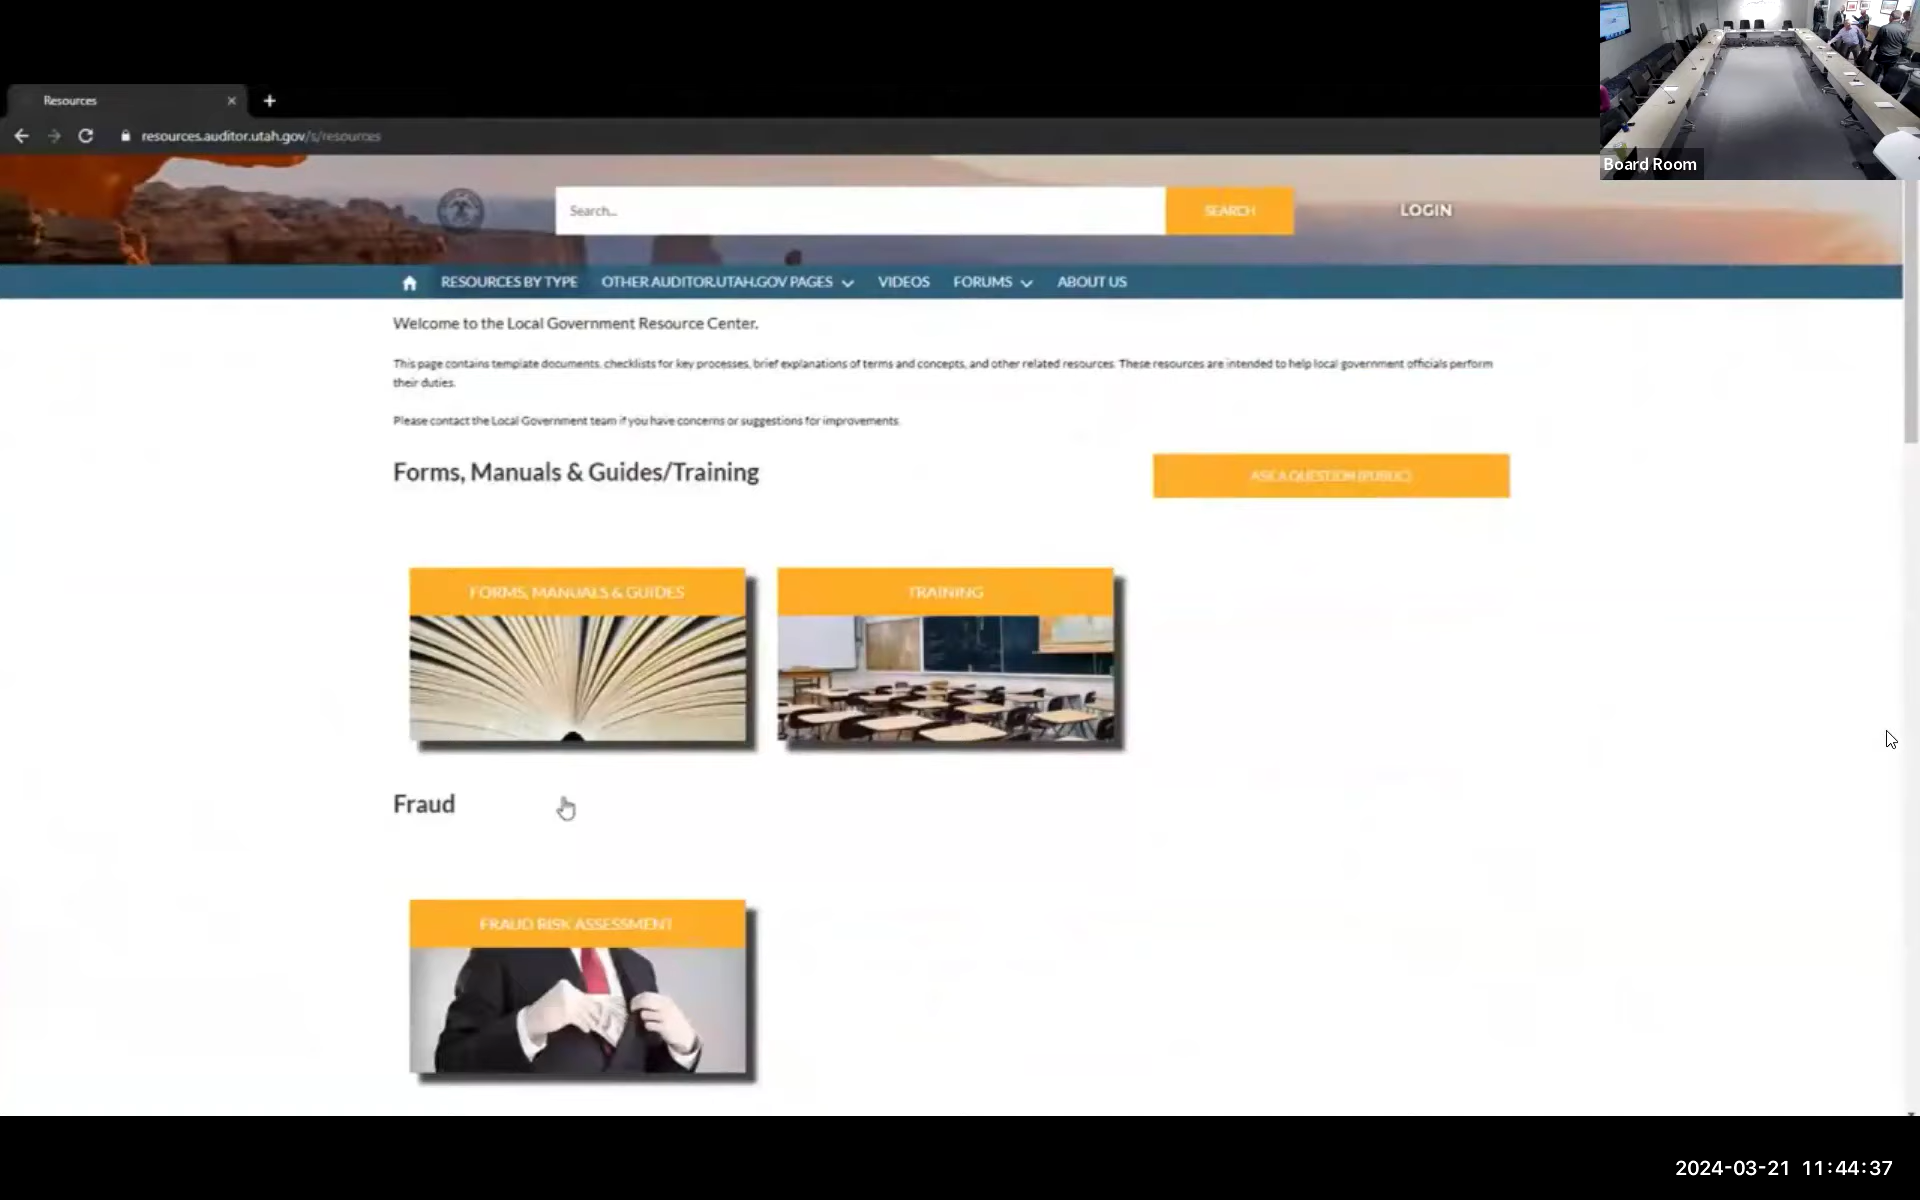 Resources
resources.auditor.utah.gov/s/resources
Board Room
Search...
SEARCH
LOGIN
RESOURCES BY TYPE
OTHER AUDITOR.UTAH.GOV PAGES
VIDEOS
FORUMS
ABOUT US
Welcome to the Local Government Resource Center.
This page contains template documents, checklists for key processes, brief explanations of terms and concepts, and other related resources. These resources are intended to help local government officials perform
their duties.
Please contact the Local Government team if you have concerns or suggestions for improvements.
Forms, Manuals & Guides/Training
ASK A QUESTION (PUBLIC)
FORMS, MANUALS & GUIDES
TRAINING
Fraud
FRAUD RISK ASSESSMENT
2024-03-21 11:44:37